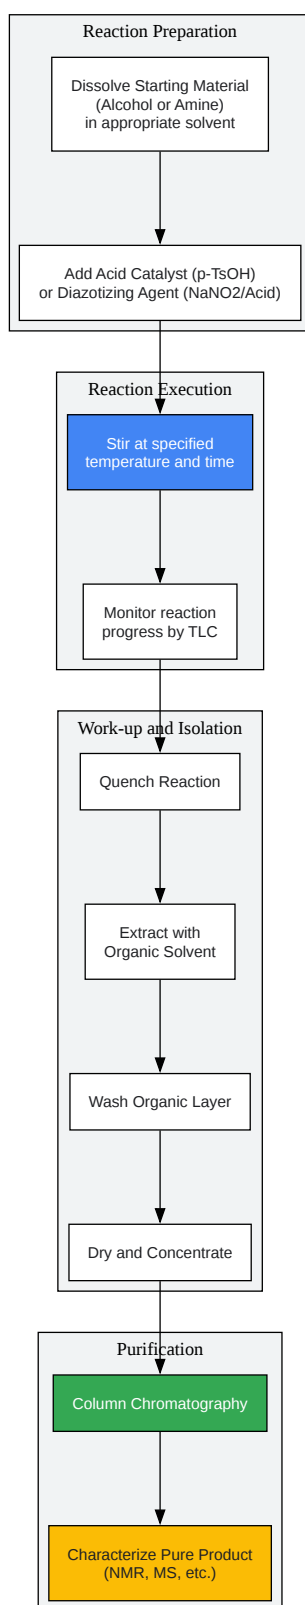 Reaction Preparation
Dissolve Starting Material
(Alcohol or Amine)
in appropriate solvent
Add Acid Catalyst (p-TsOH)
or Diazotizing Agent (NaNO2/Acid)
Reaction Execution
Stir at specified
temperature and time
Monitor reaction
progress by TLC
Work-up and Isolation
Quench Reaction
Extract with
Organic Solvent
Wash Organic Layer
Dry and Concentrate
Purification
Column Chromatography
Characterize Pure Product
(NMR, MS, etc.)